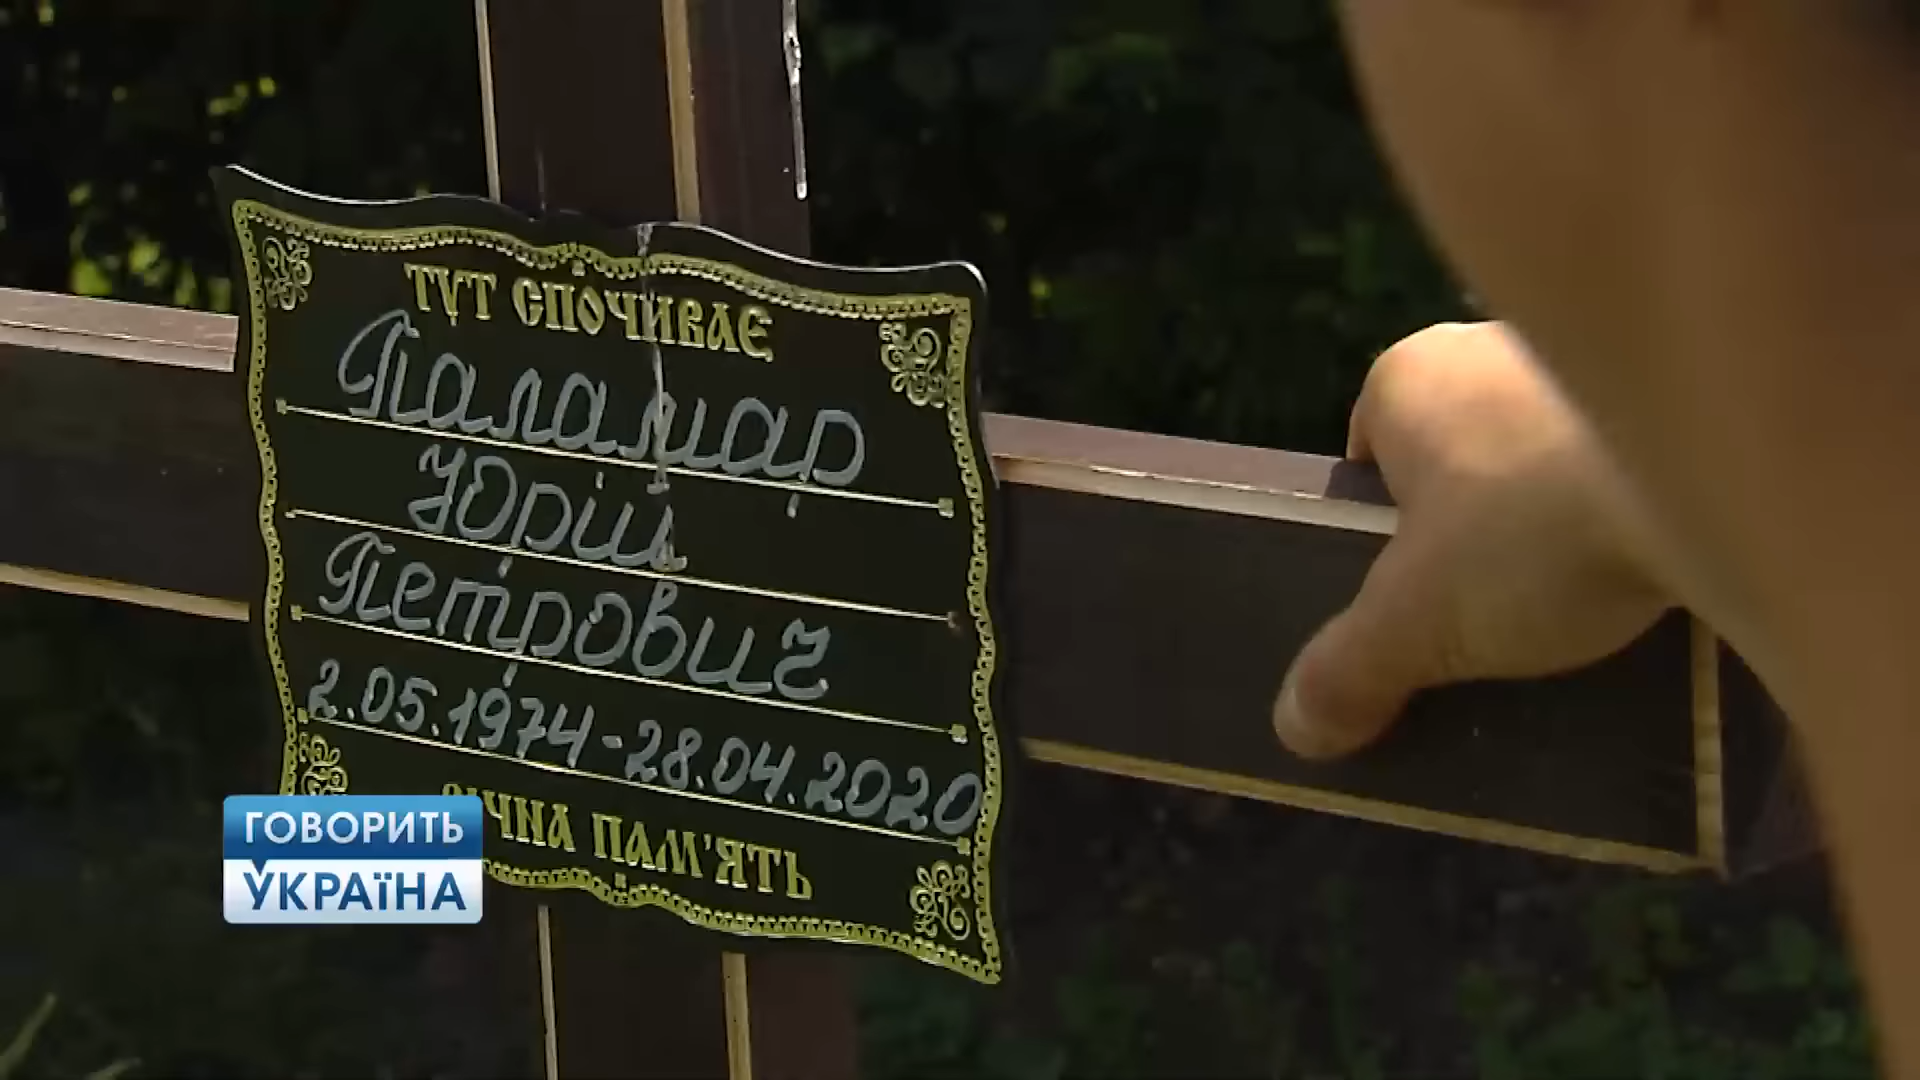 ТУТ СПОЧИВАЄ
Паламар
Юрій
Петрович
2.05.1974-28.04.2020
ВІЧНА ПАМ'ЯТЬ
ГОВОРИТЬ
УКРАЇНА